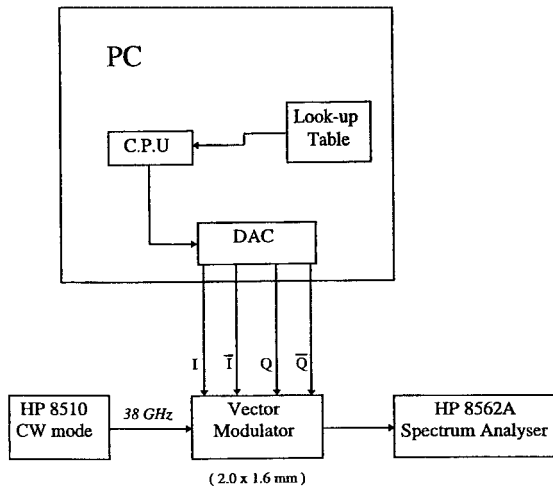 PC
Look-up
Table
C.P.U
DAC
I
I̅
Q
Q̅
HP 8510
CW mode
38 GHz
Vector
Modulator
HP 8562A
Spectrum Analyser
( 2.0 x 1.6 mm )